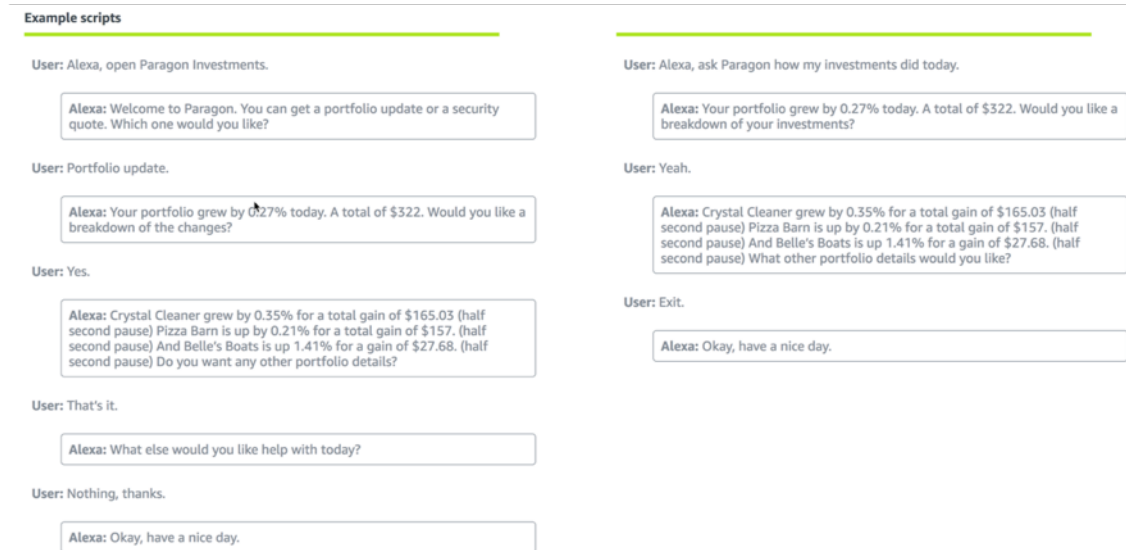 Example scripts
User: Alexa, open Paragon Investments.
Alexa: Welcome to Paragon. You can get a portfolio update or a security
quote. Which one would you like?
User: Portfolio update.
Alexa: Your portfolio grew by 0.27% today. A total of $322. Would you like a
breakdown of the changes?
User: Yes.
Alexa: Crystal Cleaner grew by 0.35% for a total gain of $165.03 (half
second pause) Pizza Barn is up by 0.21% for a total gain of $157. (half
second pause) And Belle's Boats is up 1.41% for a gain of $27.68. (half
second pause) Do you want any other portfolio details?
User: That's it.
Alexa: What else would you like help with today?
User: Nothing, thanks.
Alexa: Okay, have a nice day.
User: Alexa, ask Paragon how my investments did today.
Alexa: Your portfolio grew by 0.27% today. A total of $322. Would you like a
breakdown of your investments?
User: Yeah.
Alexa: Crystal Cleaner grew by 0.35% for a total gain of $165.03 (half
second pause) Pizza Barn is up by 0.21% for a total gain of $157. (half
second pause) And Belle's Boats is up 1.41% for a gain of $27.68. (half
second pause) What other portfolio details would you like?
User: Exit.
Alexa: Okay, have a nice day.